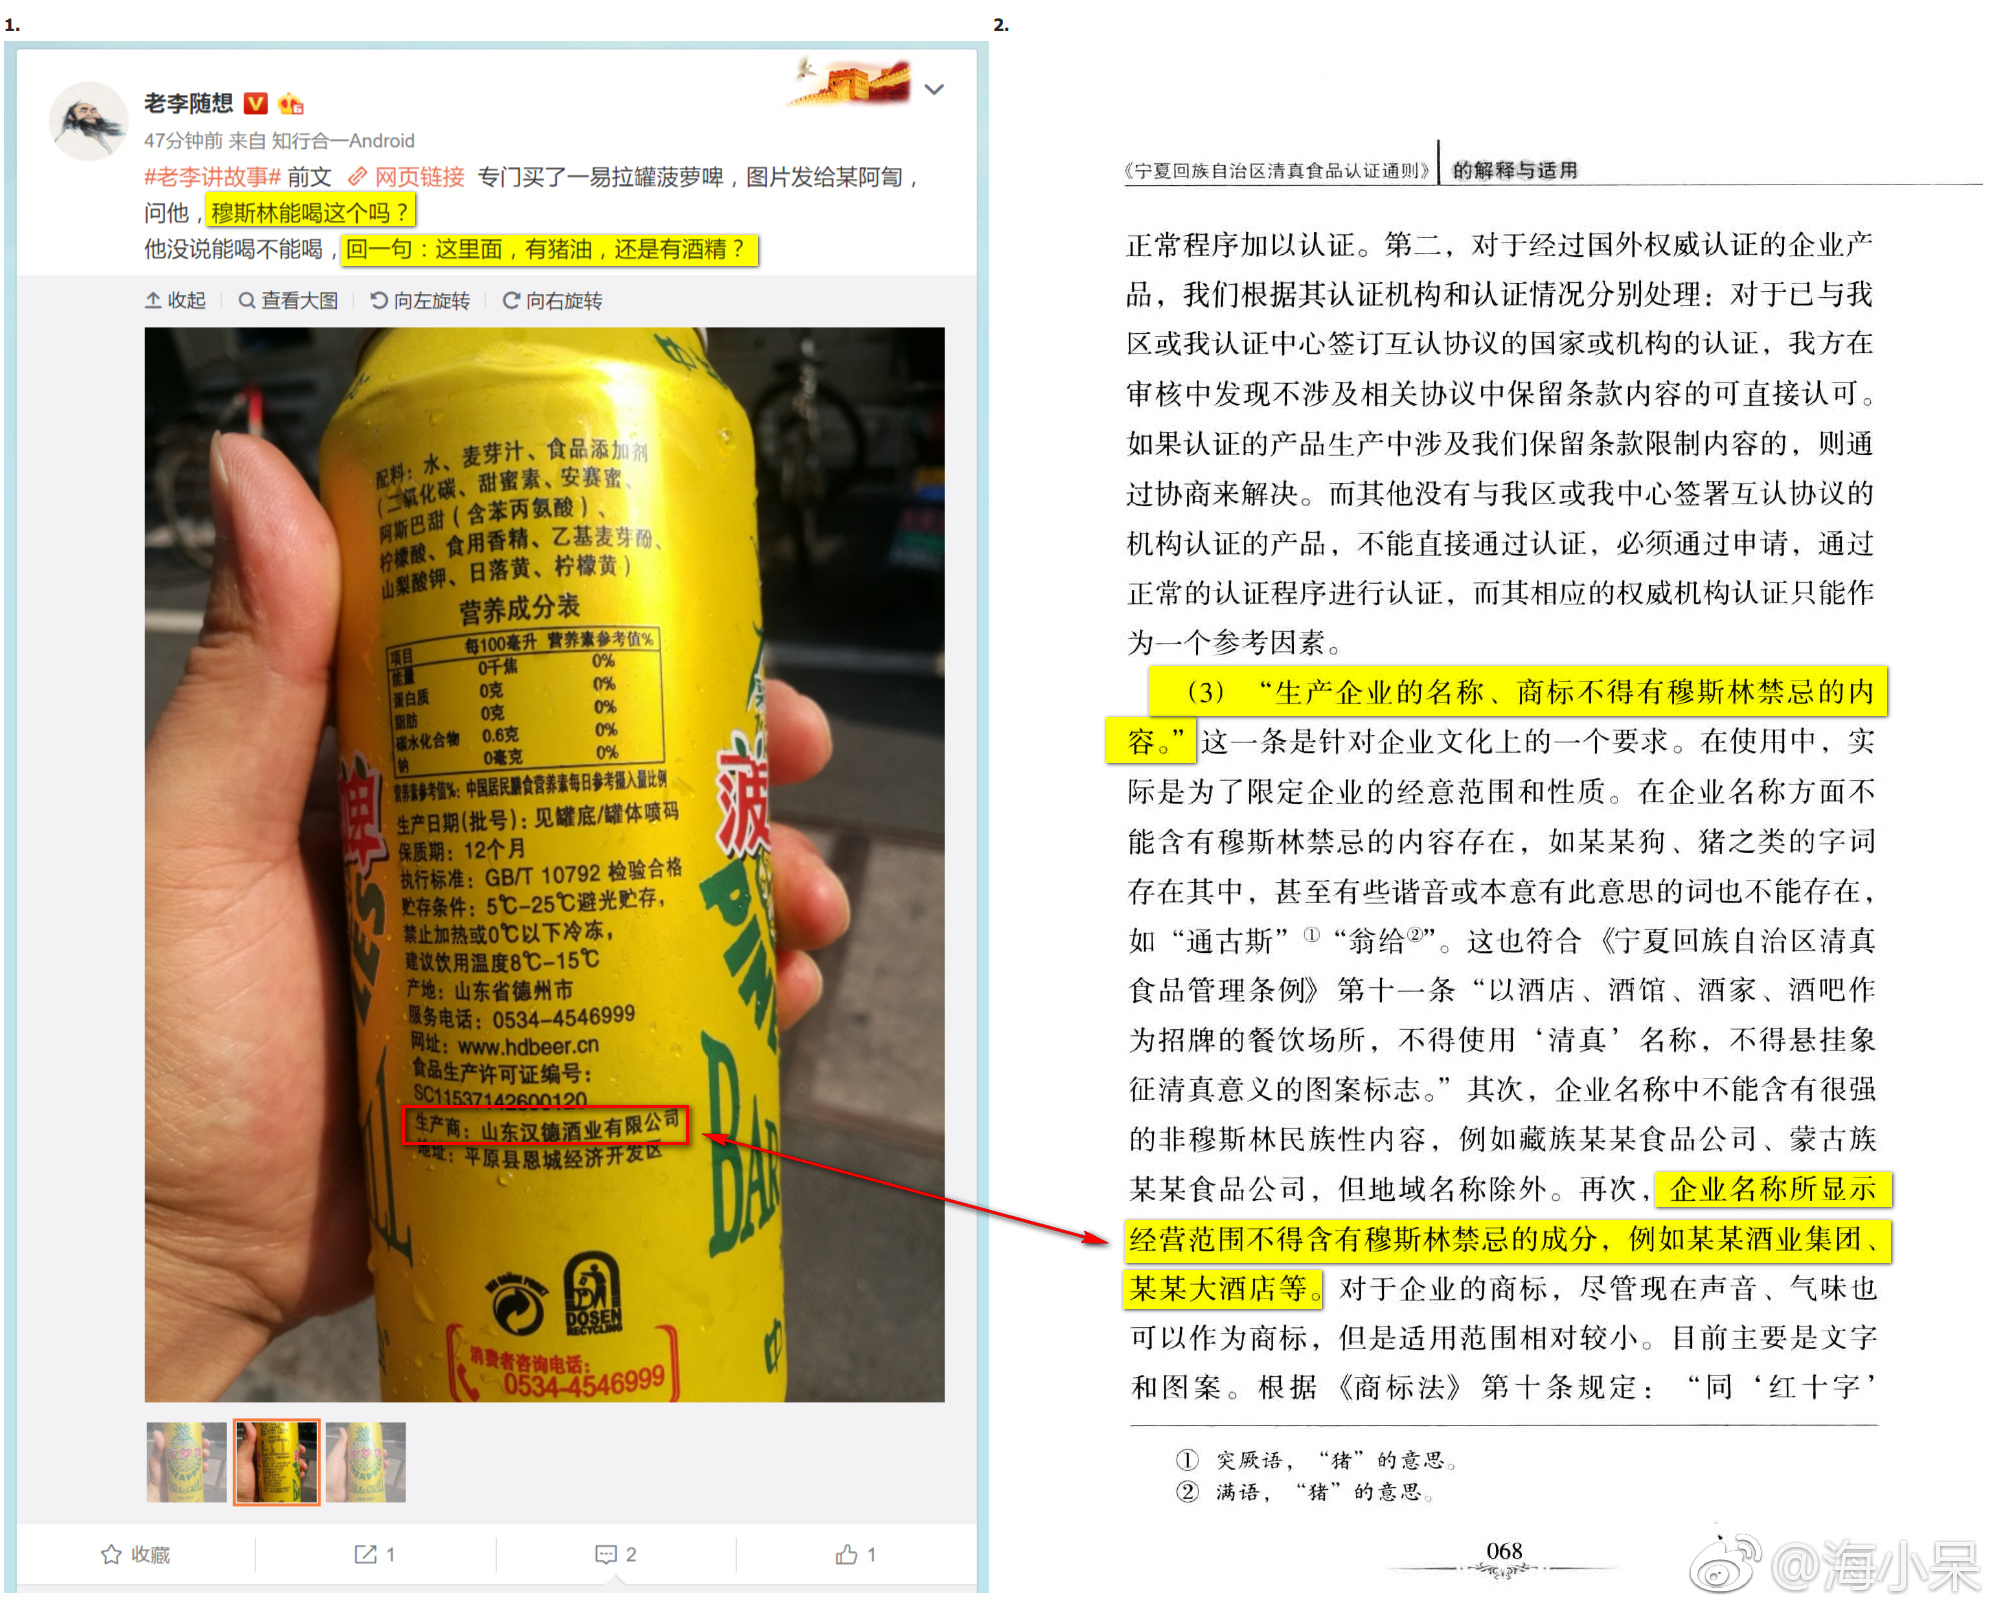 1.
老李随想
47分钟前 来自 知行合一Android
#老李讲故事# 前文 网页链接 专门买了一易拉罐菠萝啤，图片发给某阿訇，
问他，穆斯林能喝这个吗？
他没说能喝不能喝，回一句：这里面，有猪油，还是有酒精？
收起 查看大图 向左旋转 向右旋转
配料：水、麦芽汁、食品添加剂
（二氧化碳、甜蜜素、安赛蜜、
阿斯巴甜（含苯丙氨酸）、
柠檬酸、食用香精、乙基麦芽酚、
山梨酸钾、日落黄、柠檬黄）
营养成分表
项目 每100毫升 营养素参考值%
能量 0千焦 0%
蛋白质 0克 0%
脂肪 0克 0%
碳水化合物 0.6克 0%
钠 0毫克 0%
营养素参考值%：中国居民膳食营养素每日参考摄入量比例
生产日期(批号)：见罐底/罐体喷码
保质期：12个月
执行标准：GB/T 10792 检验合格
贮存条件：5℃-25℃避光贮存，
禁止加热或0℃以下冷冻，
建议饮用温度8℃-15℃
产地：山东省德州市
服务电话：0534-4546999
网址：www.hdbeer.cn
食品生产许可证编号：
SC11537142600120
生产商：山东汉德酒业有限公司
地址：平原县恩城经济开发区
DOSEN
RECYCLING
消费者咨询电话：
0534-4546999
啤
菠
PINE
BAR
收藏 1 2 1
2.
《宁夏回族自治区清真食品认证通则》 的解释与适用
正常程序加以认证。第二，对于经过国外权威认证的企业产
品，我们根据其认证机构和认证情况分别处理：对于已与我
区或我认证中心签订互认协议的国家或机构的认证，我方在
审核中发现不涉及相关协议中保留条款内容的可直接认可。
如果认证的产品生产中涉及我们保留条款限制内容的，则通
过协商来解决。而其他没有与我区或我中心签署互认协议的
机构认证的产品，不能直接通过认证，必须通过申请，通过
正常的认证程序进行认证，而其相应的权威机构认证只能作
为一个参考因素。
（3）“生产企业的名称、商标不得有穆斯林禁忌的内
容。”这一条是针对企业文化上的一个要求。在使用中，实
际是为了限定企业的经意范围和性质。在企业名称方面不
能含有穆斯林禁忌的内容存在，如某某狗、猪之类的字词
存在其中，甚至有些谐音或本意有此意思的词也不能存在，
如“通古斯”①“翁给②”。这也符合《宁夏回族自治区清真
食品管理条例》第十一条“以酒店、酒馆、酒家、酒吧作
为招牌的餐饮场所，不得使用‘清真’名称，不得悬挂象
征清真意义的图案标志。”其次，企业名称中不能含有很强
的非穆斯林民族性内容，例如藏族某某食品公司、蒙古族
某某食品公司，但地域名称除外。再次，企业名称所显示
经营范围不得含有穆斯林禁忌的成分，例如某某酒业集团、
某某大酒店等。对于企业的商标，尽管现在声音、气味也
可以作为商标，但是适用范围相对较小。目前主要是文字
和图案。根据《商标法》第十条规定：“同‘红十字’
① 突厥语，“猪”的意思。
② 满语，“猪”的意思。
068
@海小呆